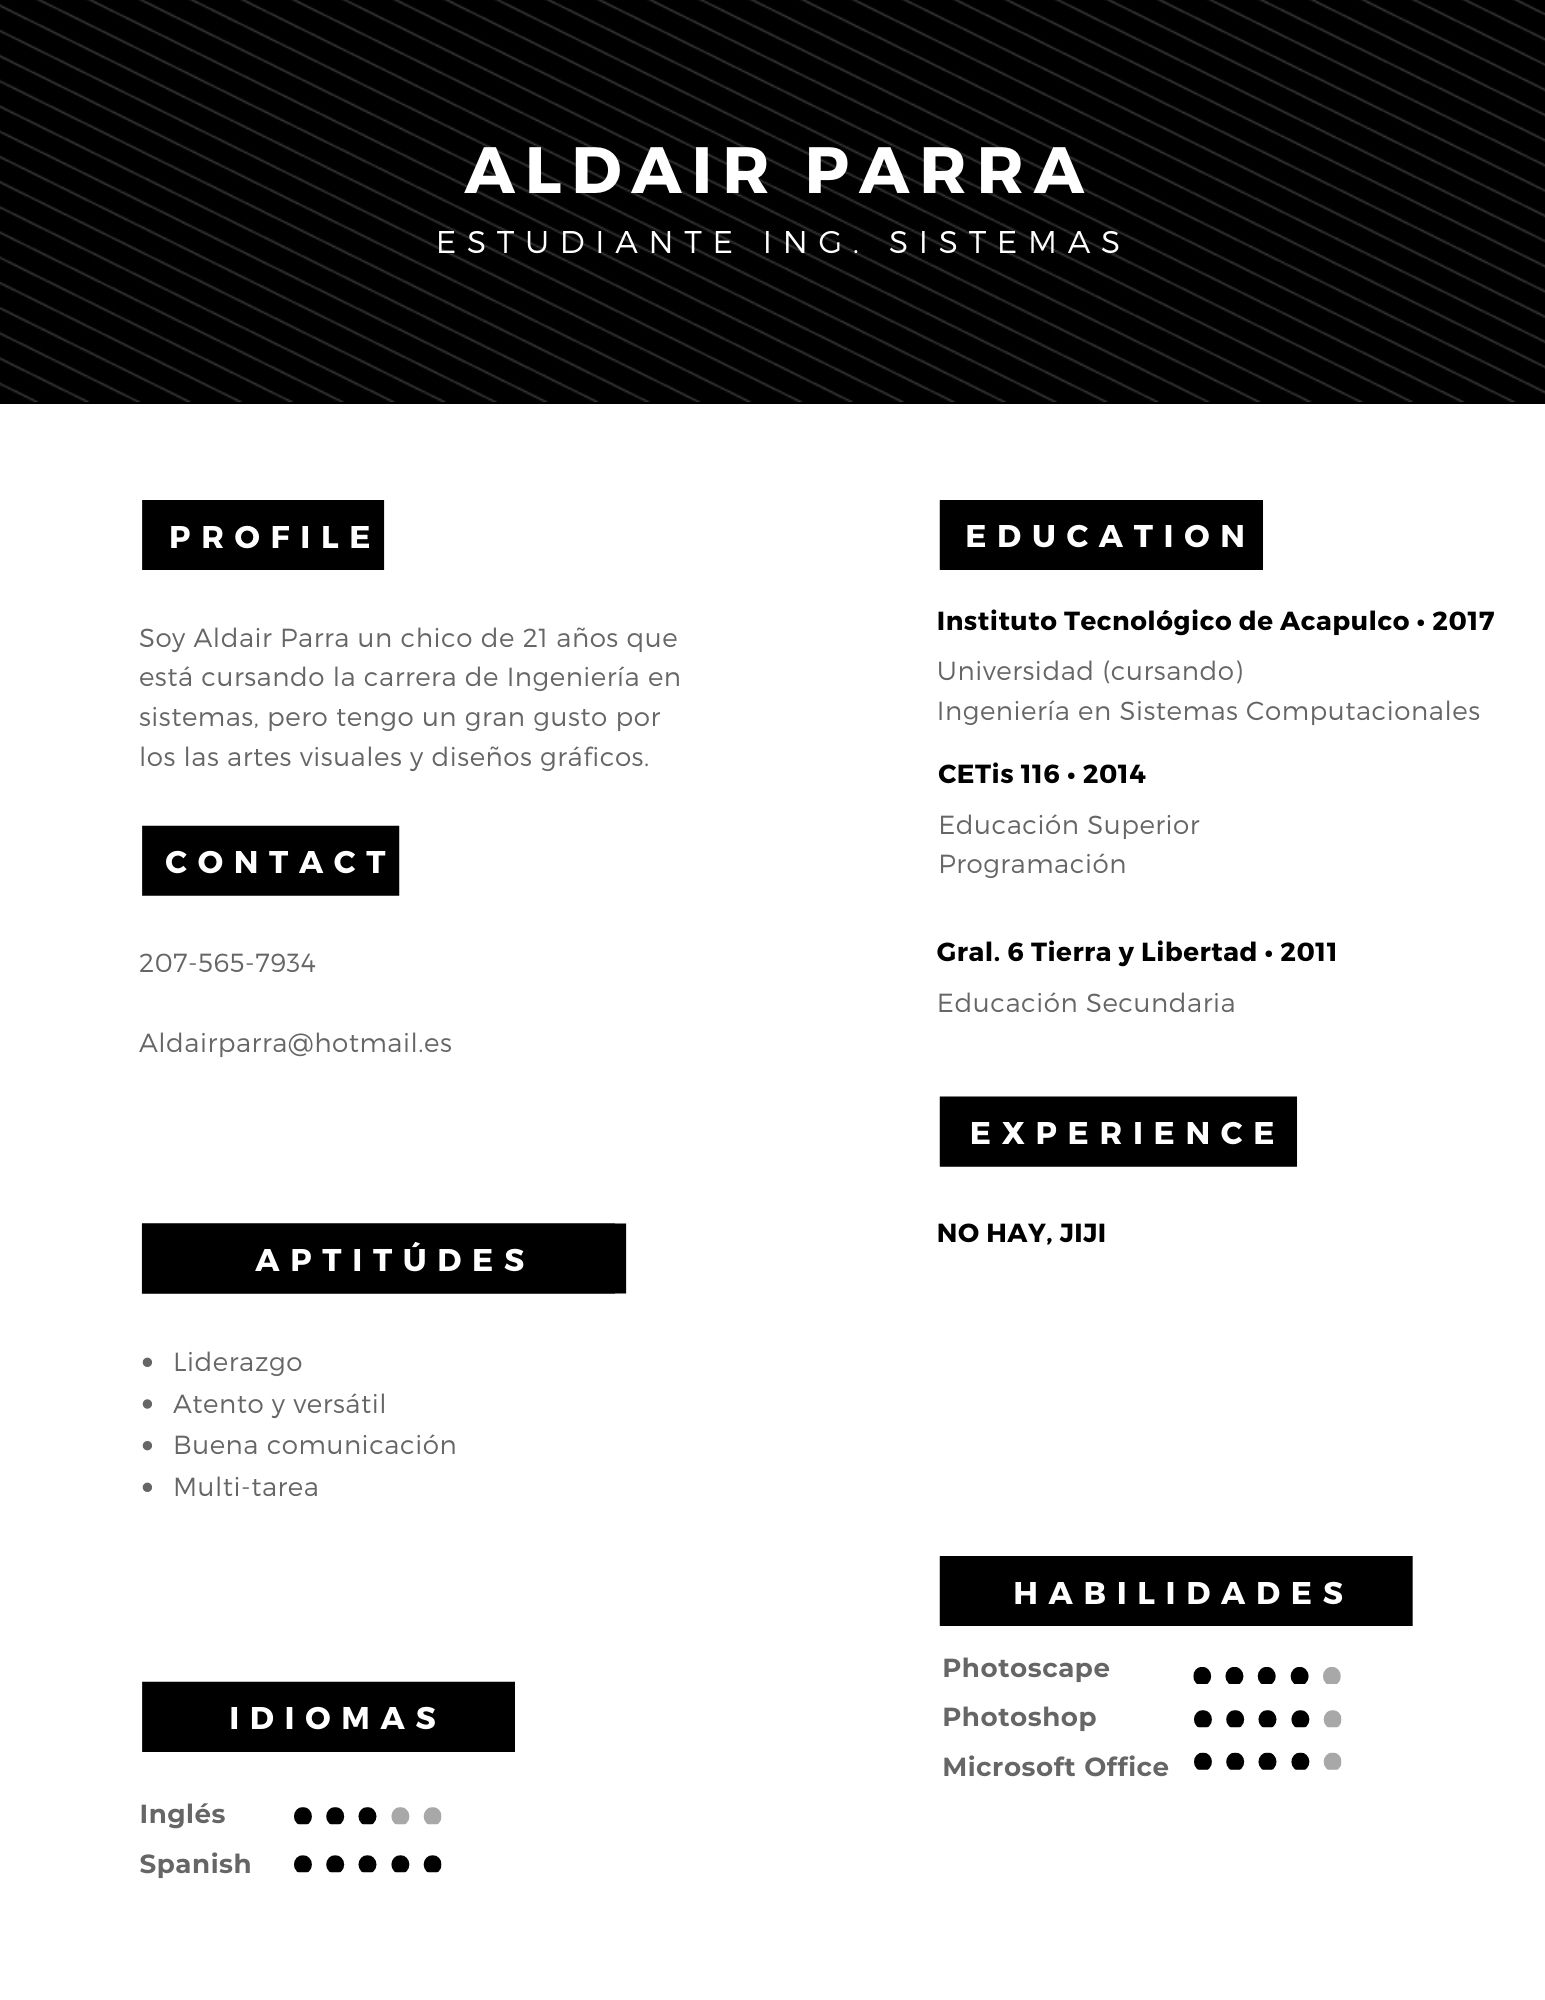 ALDAIR PARRA
ESTUDIANTE ING. SISTEMAS
PROFILE
Soy Aldair Parra un chico de 21 años que
está cursando la carrera de Ingeniería en
sistemas, pero tengo un gran gusto por
los las artes visuales y diseños gráficos.
CONTACT
207-565-7934
Aldairparra@hotmail.es
APTITÚDES
• Liderazgo
• Atento y versátil
• Buena comunicación
• Multi-tarea
IDIOMAS
Inglés
Spanish
EDUCATION
Instituto Tecnológico de Acapulco • 2017
Universidad (cursando)
Ingeniería en Sistemas Computacionales
CETis 116 • 2014
Educación Superior
Programación
Gral. 6 Tierra y Libertad • 2011
Educación Secundaria
EXPERIENCE
NO HAY, JIJI
HABILIDADES
Photoscape
Photoshop
Microsoft Office